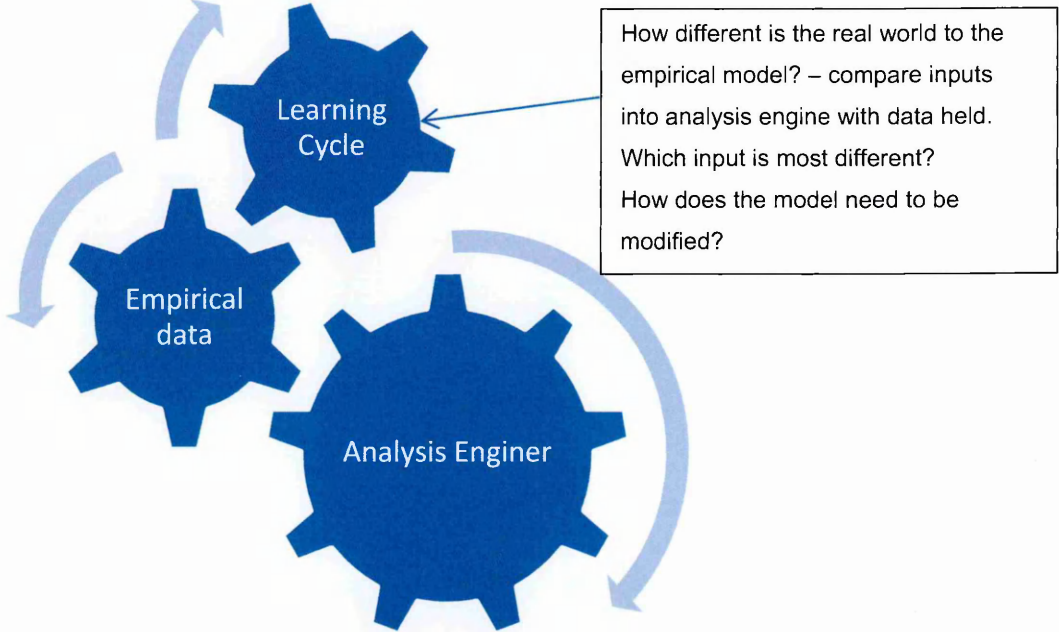 Learning
Cycle
How different is the real world to the
empirical model? – compare inputs
into analysis engine with data held.
Which input is most different?
How does the model need to be
modified?
Empirical
data
Analysis Enginer